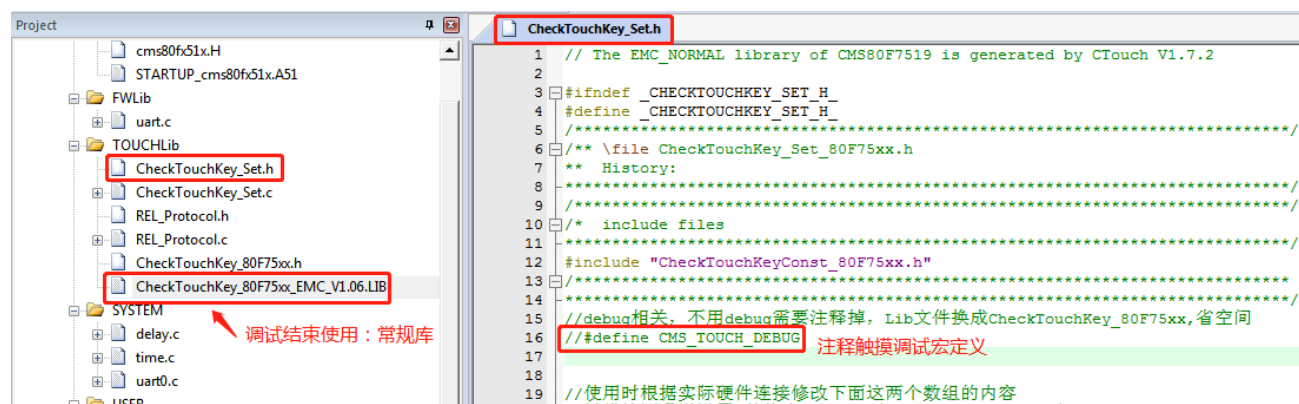 Project
cms80fx51x.H
STARTUP_cms80fx51x.A51
FWLib
uart.c
TOUCHLib
CheckTouchKey_Set.h
CheckTouchKey_Set.c
REL_Protocol.h
REL_Protocol.c
CheckTouchKey_80F75xx.h
CheckTouchKey_80F75xx_EMC_V1.06.LIB
SYSTEM
delay.c
time.c
uart0.c
调试结束使用：常规库
CheckTouchKey_Set.h
1 // The EMC_NORMAL library of CMS80F7519 is generated by CTouch V1.7.2
2
3 #ifndef _CHECKTOUCHKEY_SET_H_
4 #define _CHECKTOUCHKEY_SET_H_
5 /*****************************************************************************/
6 /** \file CheckTouchKey_Set_80F75xx.h
7 ** History:
8 *****************************************************************************/
9 /*****************************************************************************/
10 /* include files
11 *****************************************************************************/
12 #include "CheckTouchKeyConst_80F75xx.h"
13 /*****************************************************************************
14 *****************************************************************************/
15 //debug相关，不用debug需要注释掉，Lib文件换成CheckTouchKey_80F75xx,省空间
16 //#define CMS_TOUCH_DEBUG
注释触摸调试宏定义
17
18
19 //使用时根据实际硬件连接修改下面这两个数组的内容